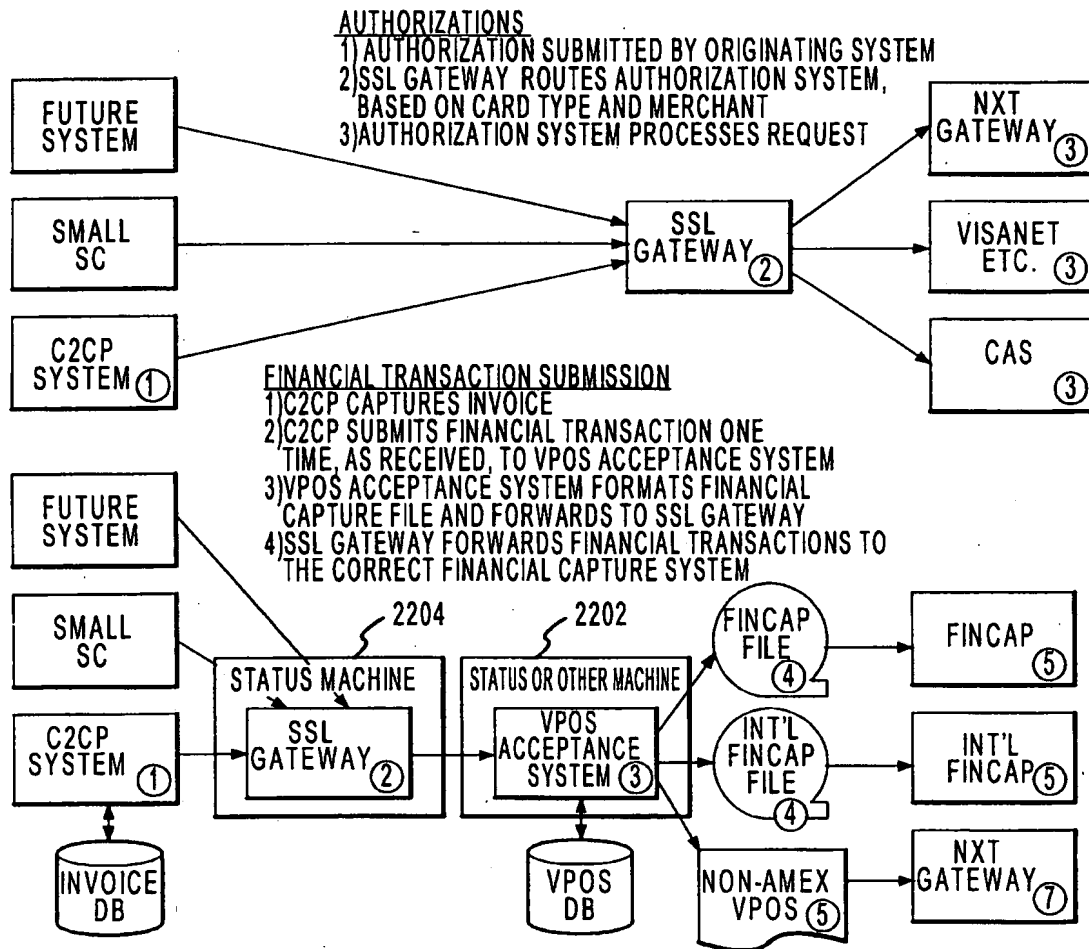 AUTHORIZATIONS
1) AUTHORIZATION SUBMITTED BY ORIGINATING SYSTEM
2) SSL GATEWAY ROUTES AUTHORIZATION SYSTEM,
BASED ON CARD TYPE AND MERCHANT
3) AUTHORIZATION SYSTEM PROCESSES REQUEST
FUTURE
SYSTEM
SMALL
SC
C2CP
SYSTEM 1
SSL
GATEWAY 2
NXT
GATEWAY 3
VISANET
ETC. 3
CAS
3
FINANCIAL TRANSACTION SUBMISSION
1) C2CP CAPTURES INVOICE
2) C2CP SUBMITS FINANCIAL TRANSACTION ONE
TIME, AS RECEIVED, TO VPOS ACCEPTANCE SYSTEM
3) VPOS ACCEPTANCE SYSTEM FORMATS FINANCIAL
CAPTURE FILE AND FORWARDS TO SSL GATEWAY
4) SSL GATEWAY FORWARDS FINANCIAL TRANSACTIONS TO
THE CORRECT FINANCIAL CAPTURE SYSTEM
FUTURE
SYSTEM
SMALL
SC
C2CP
SYSTEM 1
INVOICE
DB
2204
STATUS MACHINE
SSL
GATEWAY 2
2202
STATUS OR OTHER MACHINE
VPOS
ACCEPTANCE
SYSTEM 3
VPOS
DB
FINCAP
FILE
4
INT'L
FINCAP
FILE
4
NON-AMEX
VPOS 5
FINCAP
5
INT'L
FINCAP 5
NXT
GATEWAY 7